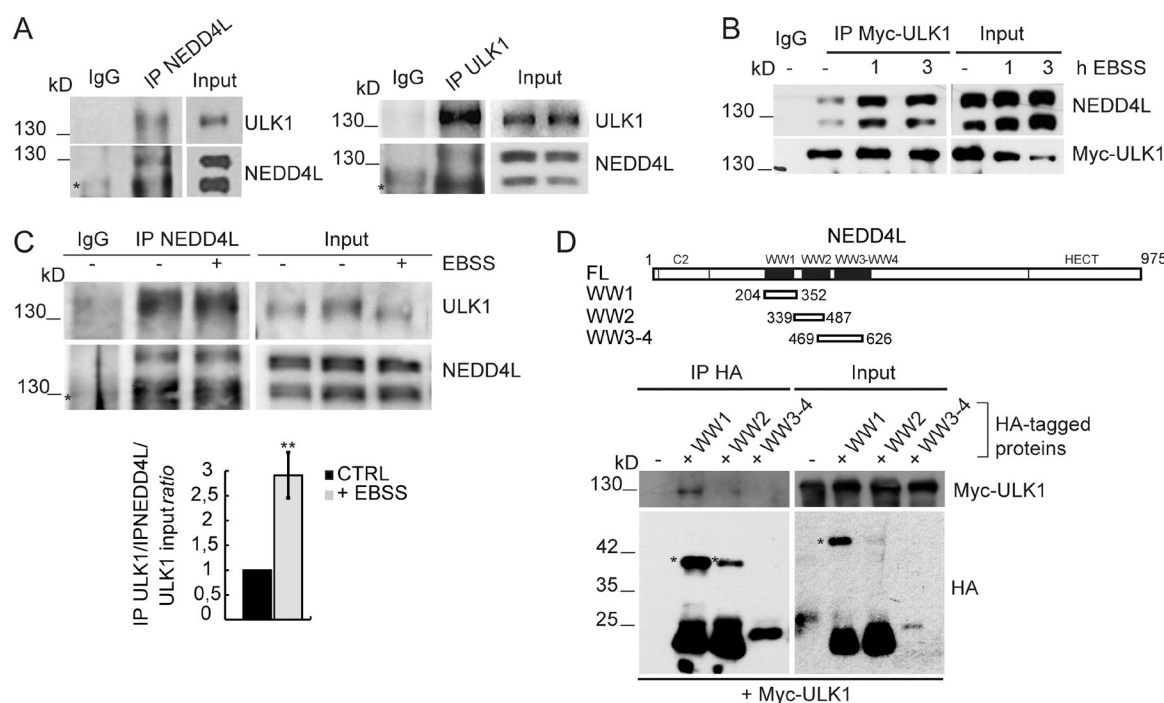 A
IgG
IP NEDD4L
Input
kD
130
ULK1
130
NEDD4L
*
IgG
IP ULK1
Input
kD
130
ULK1
130
NEDD4L
*
B
IgG
IP Myc-ULK1
Input
kD
-
-
1
3
-
1
3
h EBSS
130
NEDD4L
130
Myc-ULK1
C
IgG
IP NEDD4L
Input
-
-
+
-
-
+
EBSS
kD
130
ULK1
130
NEDD4L
*
IP ULK1/IPNEDD4L/
ULK1 input ratio
3
2,5
2
1,5
1
0,5
0
**
CTRL
+ EBSS
D
NEDD4L
1
C2
WW1
WW2
WW3-WW4
HECT
975
FL
WW1
204
352
WW2
339
487
WW3-4
469
626
IP HA
Input
WW1
WW2
WW3-4
WW1
WW2
WW3-4
HA-tagged
proteins
kD
-
+
+
+
-
+
+
+
130
Myc-ULK1
42
*
*
*
35
HA
25
+ Myc-ULK1